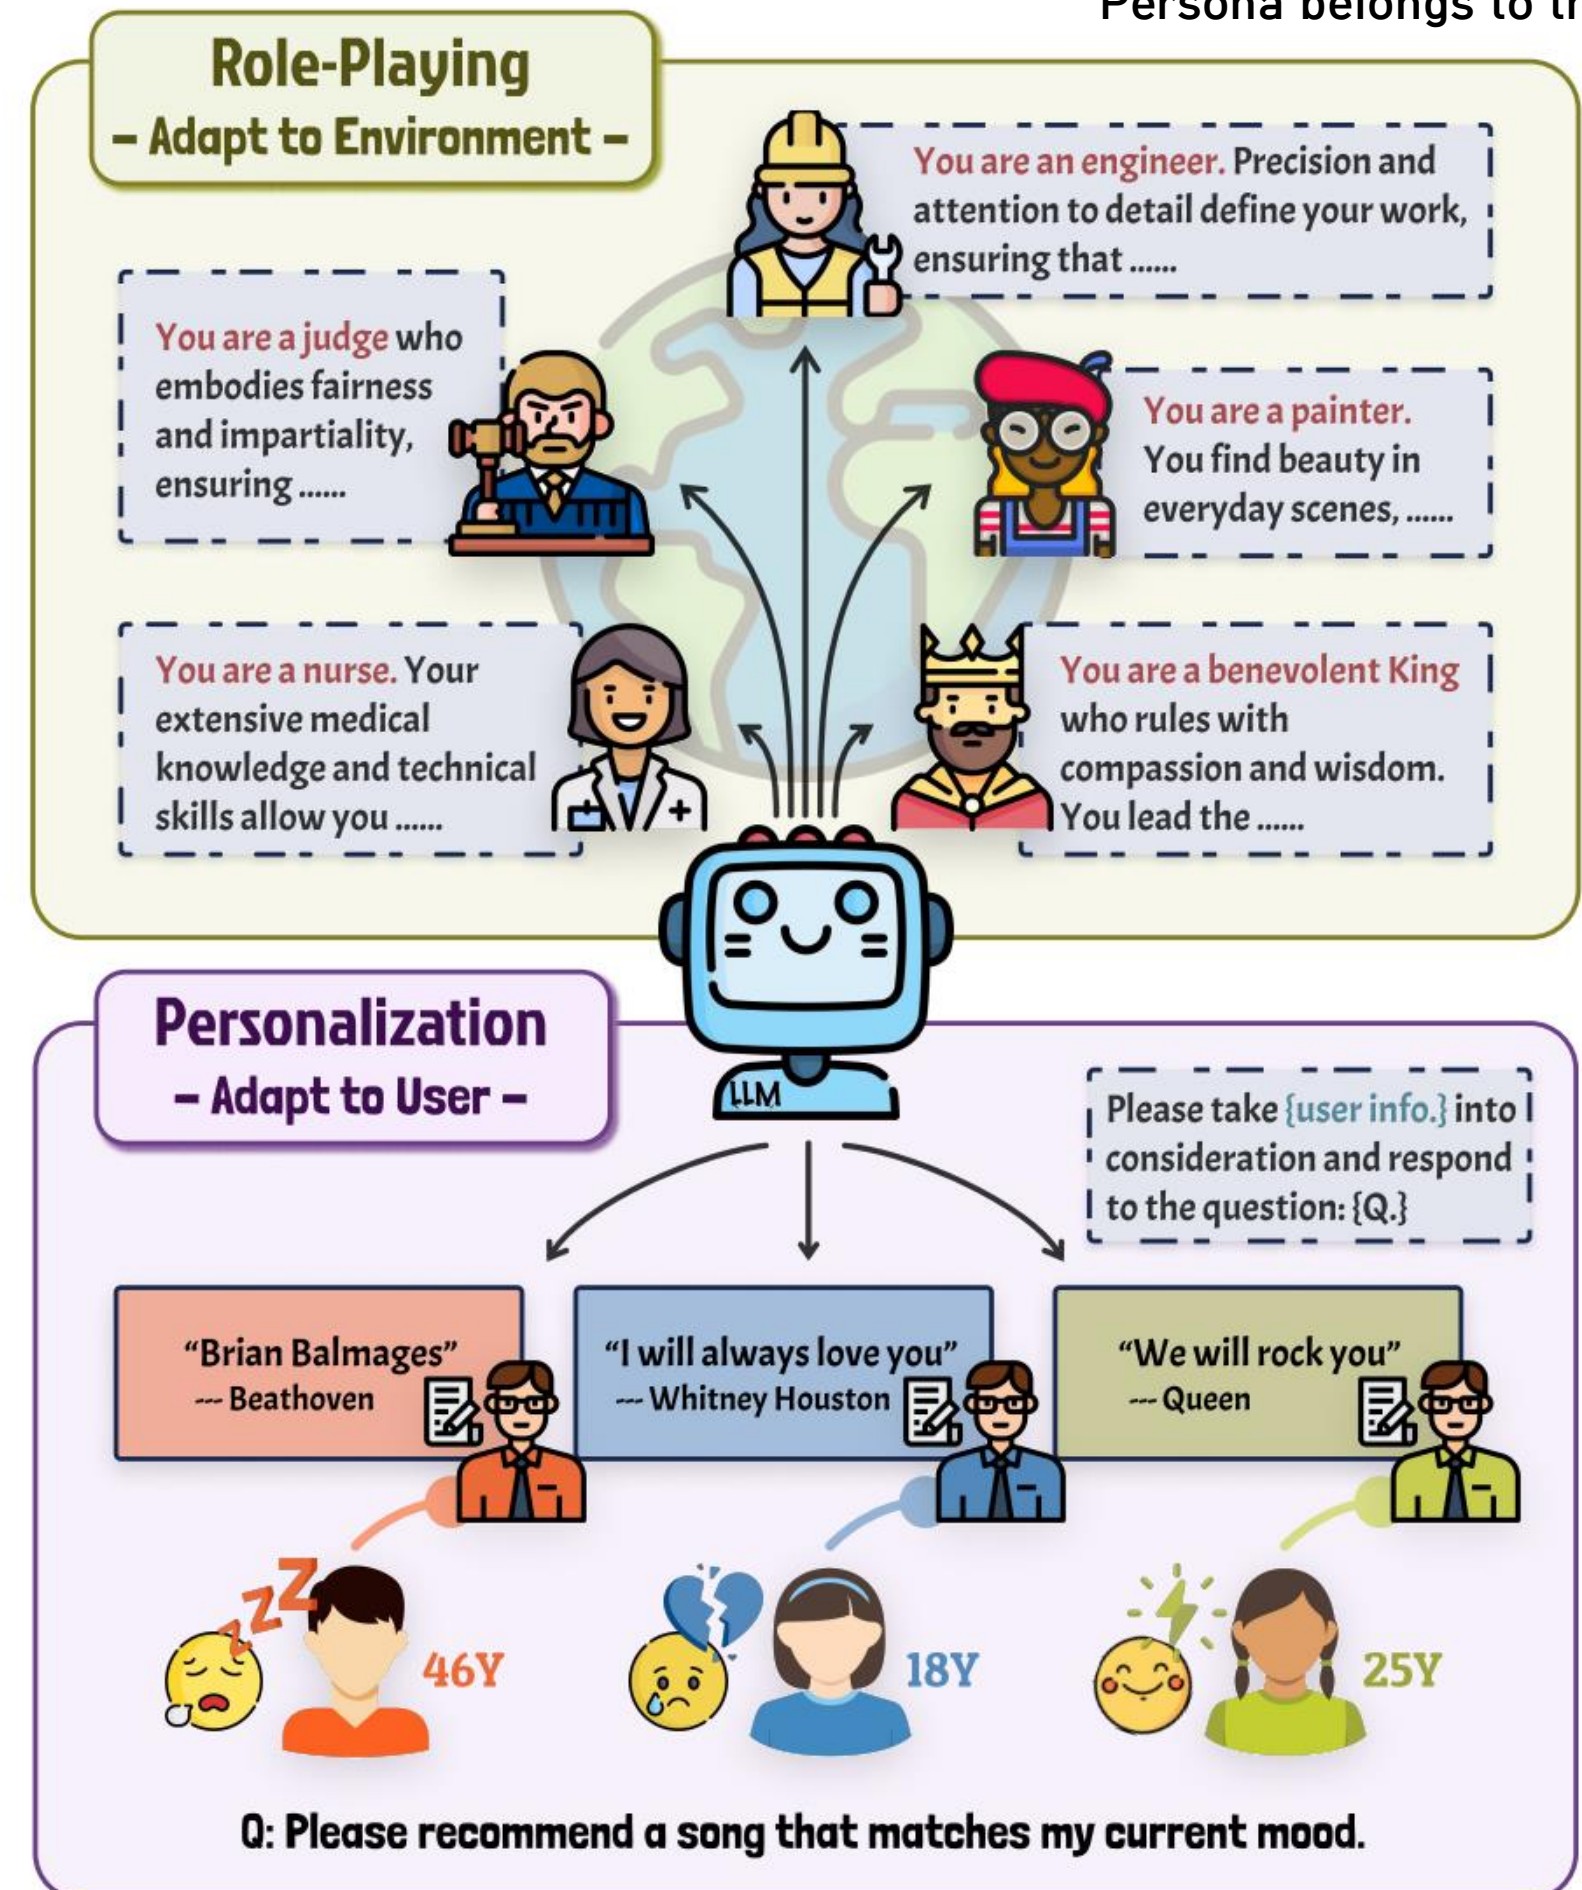 Persona belongs to th
Role-Playing
– Adapt to Environment –
You are an engineer. Precision and
attention to detail define your work,
ensuring that ......
You are a judge who
embodies fairness
and impartiality,
ensuring ......
You are a painter.
You find beauty in
everyday scenes, ......
You are a nurse. Your
extensive medical
knowledge and technical
skills allow you ......
You are a benevolent King
who rules with
compassion and wisdom.
You lead the ......
LLM
Personalization
– Adapt to User –
Please take {user info.} into
consideration and respond
to the question: {Q.}
“Brian Balmages”
--- Beathoven
“I will always love you”
--- Whitney Houston
“We will rock you”
--- Queen
zzZ
46Y
18Y
25Y
Q: Please recommend a song that matches my current mood.